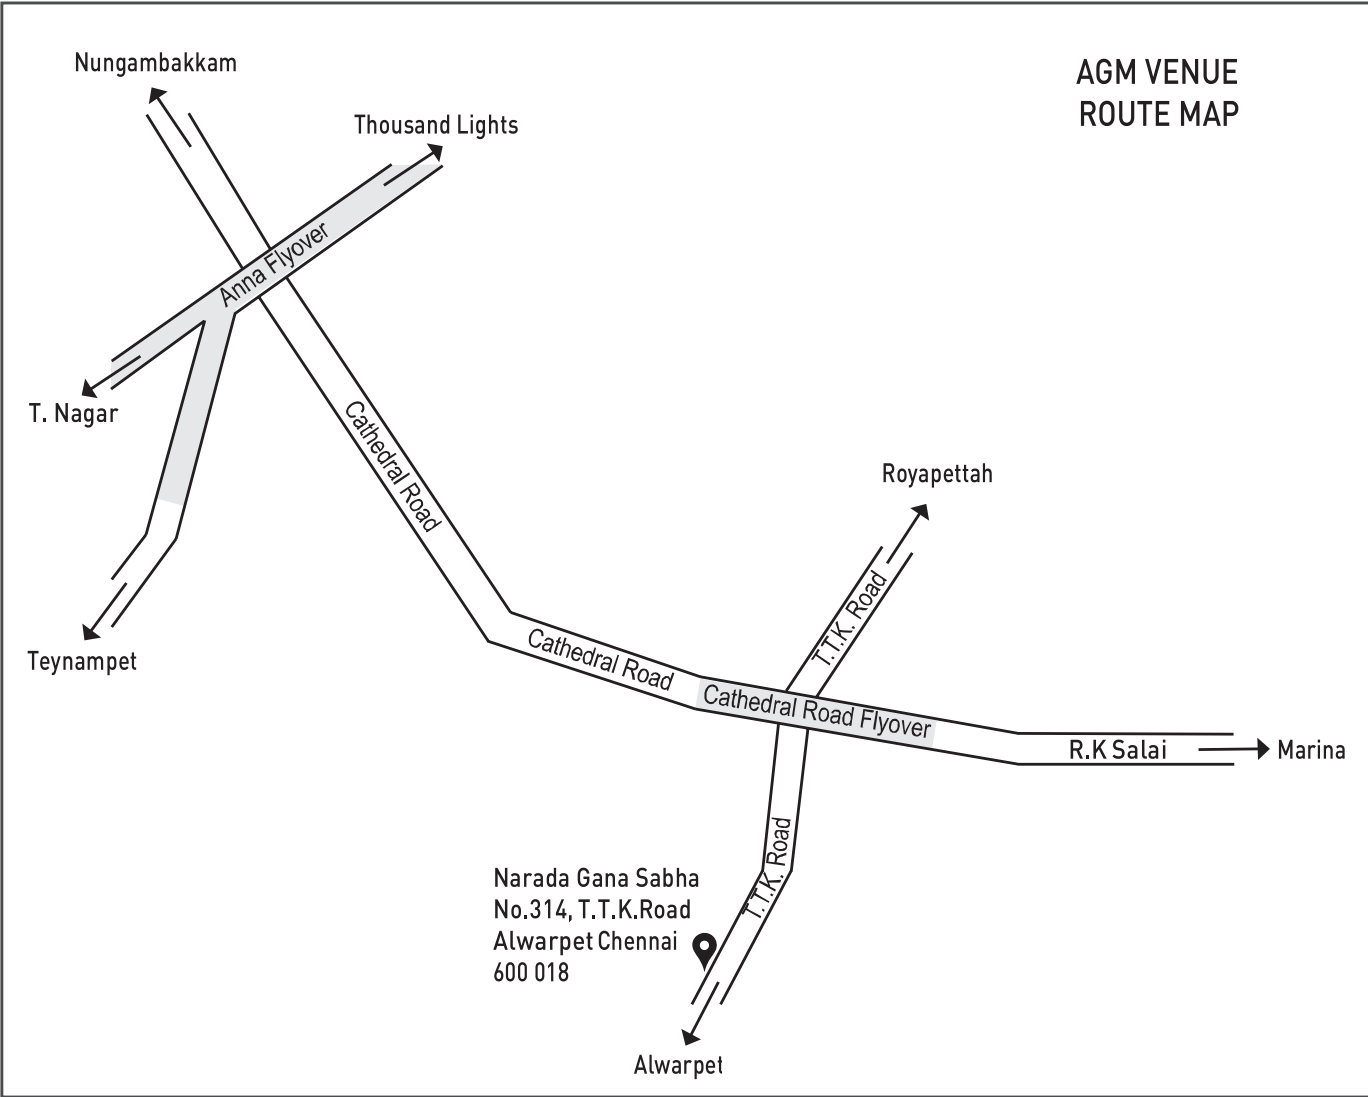 AGM VENUE
ROUTE MAP
Nungambakkam
Thousand Lights
Anna Flyover
T. Nagar
Cathedral Road
Royapettah
T.T.K. Road
Teynampet
Cathedral Road
Cathedral Road Flyover
R.K Salai
Marina
T.T.K. Road
Narada Gana Sabha
No.314, T.T.K.Road
Alwarpet Chennai
600 018
Alwarpet